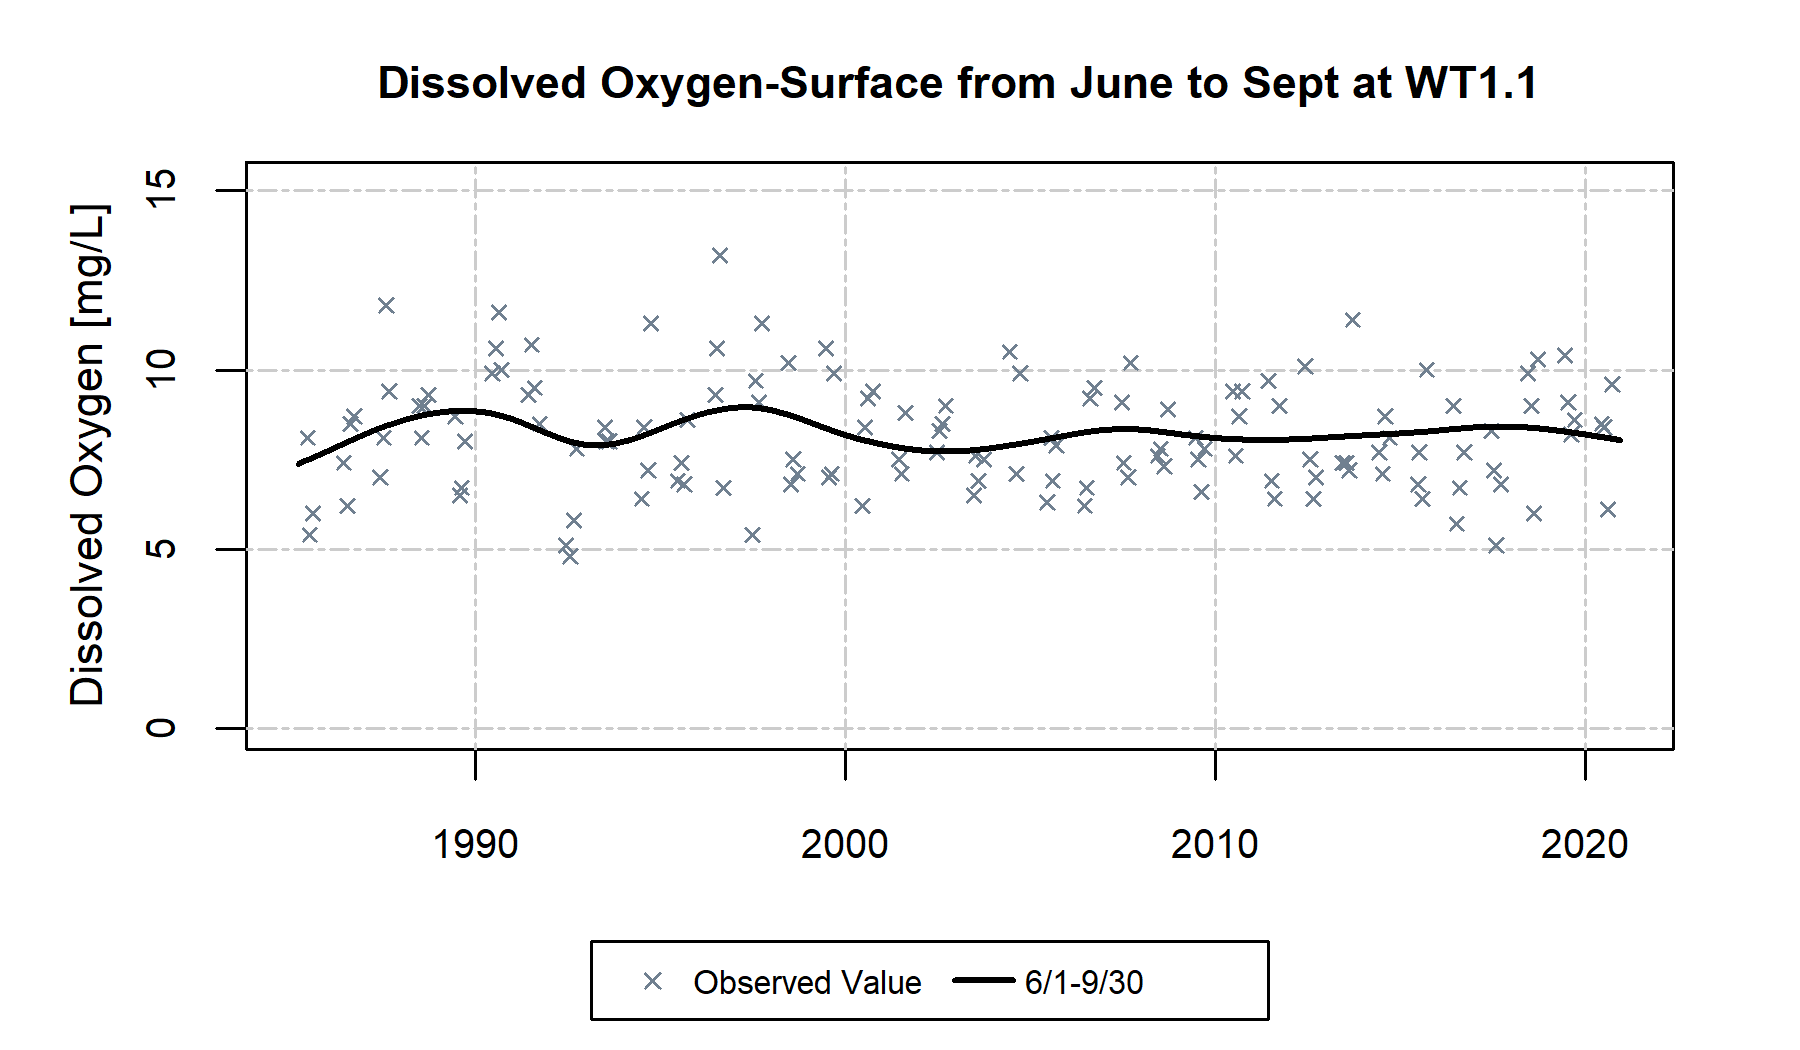 Dissolved Oxygen-Surface from June to Sept at WT1.1
Dissolved Oxygen [mg/L]
15
10
5
0
1990 2000 2010 2020
Observed Value 6/1-9/30